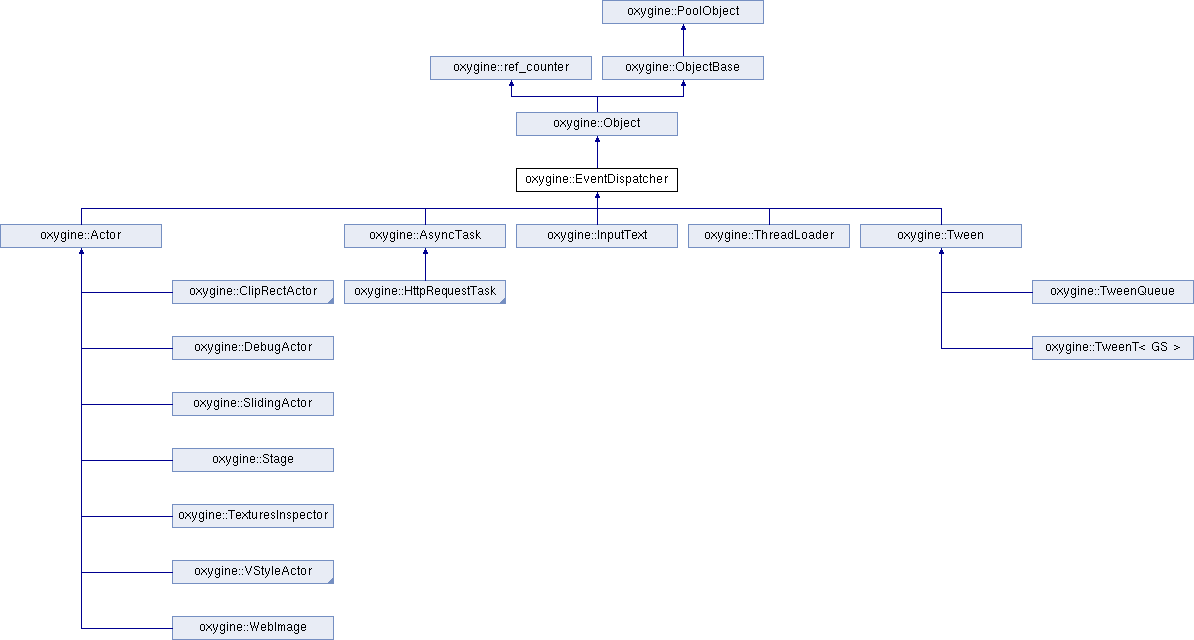 oxygine::PoolObject
oxygine::ref_counter
oxygine::ObjectBase
oxygine::Object
oxygine::EventDispatcher
oxygine::Actor
oxygine::AsyncTask
oxygine::InputText
oxygine::ThreadLoader
oxygine::Tween
oxygine::ClipRectActor
oxygine::HttpRequestTask
oxygine::TweenQueue
oxygine::DebugActor
oxygine::TweenT< GS >
oxygine::SlidingActor
oxygine::Stage
oxygine::TexturesInspector
oxygine::VStyleActor
oxygine::WebImage